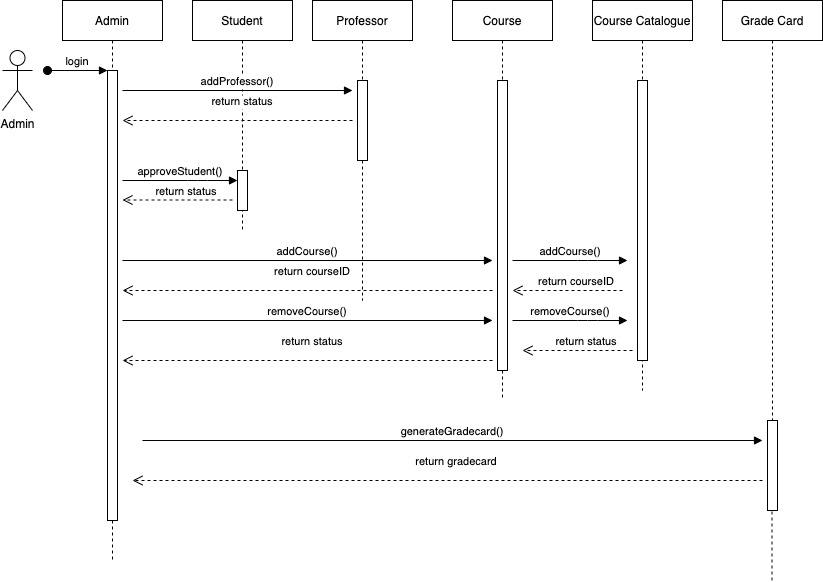 Admin
Student
Professor
Course
Course Catalogue
Grade Card
login
Admin
addProfessor()
return status
approveStudent()
return status
addCourse()
addCourse()
return courseID
return courseID
removeCourse()
removeCourse()
return status
return status
generateGradecard()
return gradecard